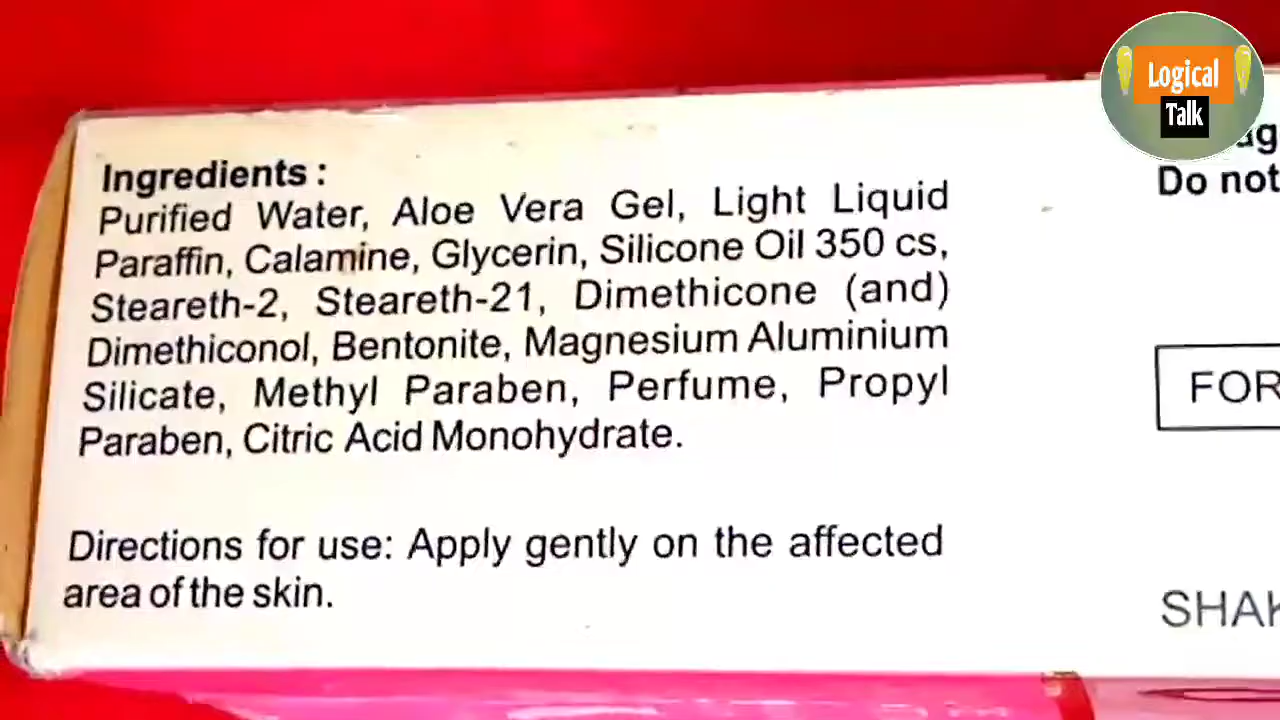 Logical
Talk
Ingredients :
Purified Water, Aloe Vera Gel, Light Liquid
Paraffin, Calamine, Glycerin, Silicone Oil 350 cs,
Steareth-2, Steareth-21, Dimethicone (and)
Dimethiconol, Bentonite, Magnesium Aluminium
Silicate, Methyl Paraben, Perfume, Propyl
Paraben, Citric Acid Monohydrate.
Directions for use: Apply gently on the affected
area of the skin.
Do not
FOR